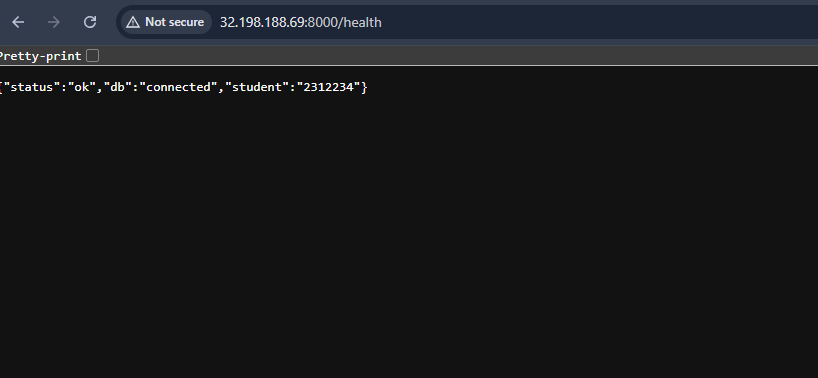 Not secure 32.198.188.69:8000/health
Pretty-print
{"status":"ok","db":"connected","student":"2312234"}